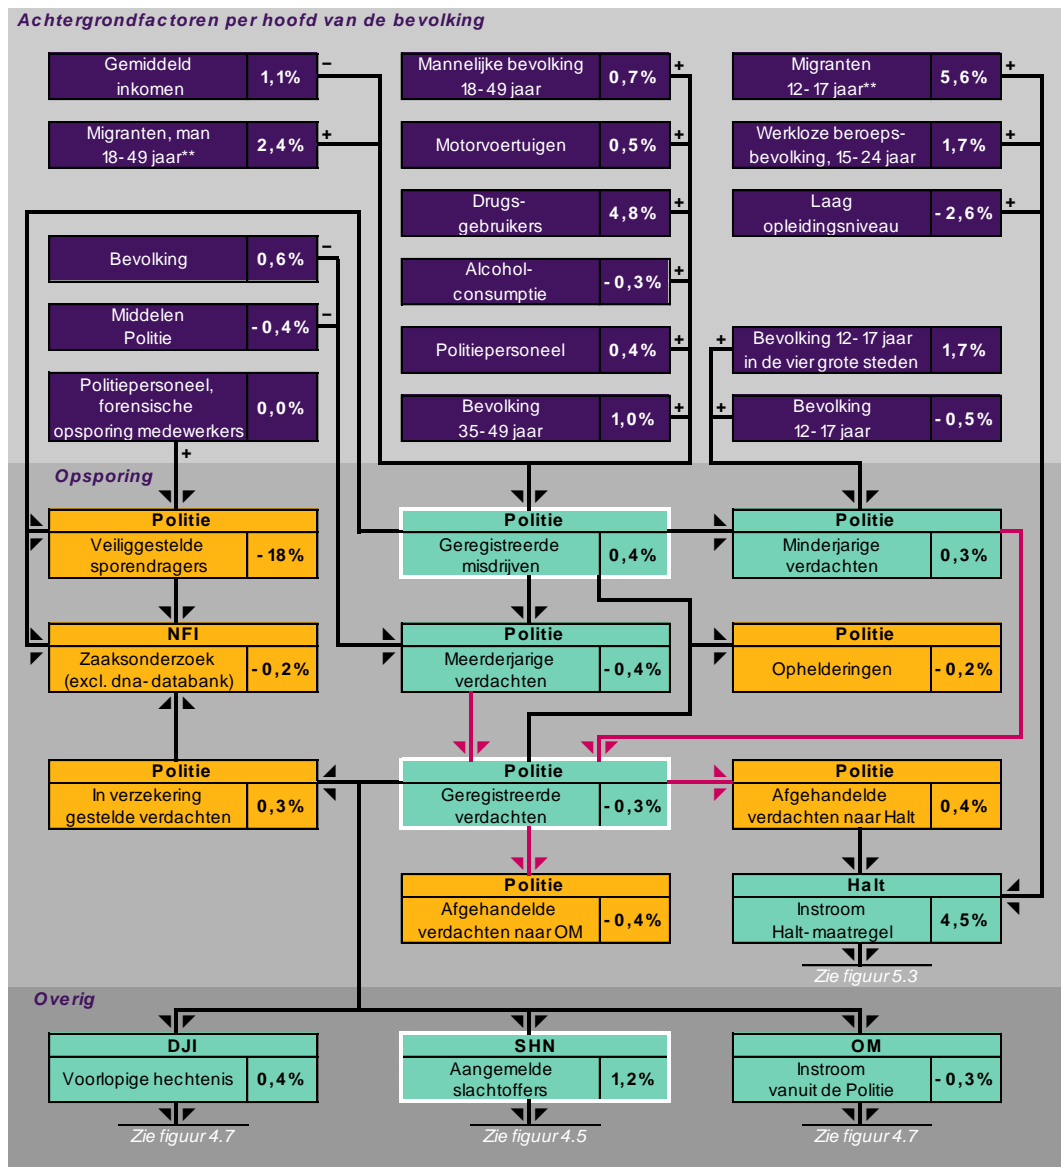 Achtergrondfactoren per hoofd van de bevolking
Gemiddeld
inkomen
1,1%
–
Migranten, man
18-49 jaar**
2,4%
+
Mannelijke bevolking
18-49 jaar
0,7%
+
Motorvoertuigen
0,5%
+
Drugs-
gebruikers
4,8%
+
Alcohol-
consumptie
-0,3%
+
Politiepersoneel
0,4%
+
Bevolking
35-49 jaar
1,0%
+
Migranten
12-17 jaar**
5,6%
+
Werkloze beroeps-
bevolking, 15-24 jaar
1,7%
+
Laag
opleidingsniveau
-2,6%
+
Bevolking
0,6%
–
Middelen
Politie
-0,4%
–
Politiepersoneel,
forensische
opsporing medewerkers
0,0%
+
+
Bevolking 12-17 jaar
in de vier grote steden
1,7%
+
Bevolking
12-17 jaar
-0,5%
Opsporing
Politie
Veiliggestelde
sporendragers
-18%
Politie
Geregistreerde
misdrijven
0,4%
Politie
Minderjarige
verdachten
0,3%
NFI
Zaaksonderzoek
(excl. dna-databank)
-0,2%
Politie
Meerderjarige
verdachten
-0,4%
Politie
Ophelderingen
-0,2%
Politie
In verzekering
gestelde verdachten
0,3%
Politie
Geregistreerde
verdachten
-0,3%
Politie
Afgehandelde
verdachten naar Halt
0,4%
Politie
Afgehandelde
verdachten naar OM
-0,4%
Halt
Instroom
Halt-maatregel
4,5%
Zie figuur 5.3
Overig
DJI
Voorlopige hechtenis
0,4%
Zie figuur 4.7
SHN
Aangemelde
slachtoffers
1,2%
Zie figuur 4.5
OM
Instroom
vanuit de Politie
-0,3%
Zie figuur 4.7